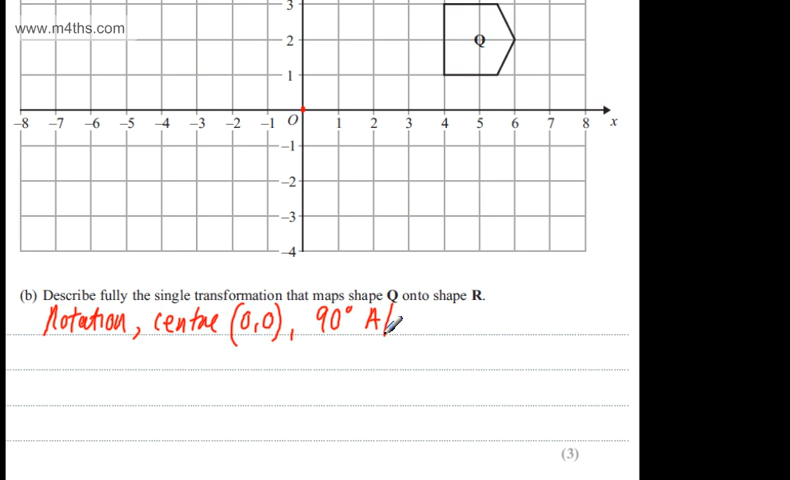 3
www.m4ths.com
2
Q
1
–8 –7 –6 –5 –4 –3 –2 –1 O 1 2 3 4 5 6 7 8 x
–1
–2
–3
–4
(b) Describe fully the single transformation that maps shape Q onto shape R.
Rotation, centre (0,0), 90° A/
(3)